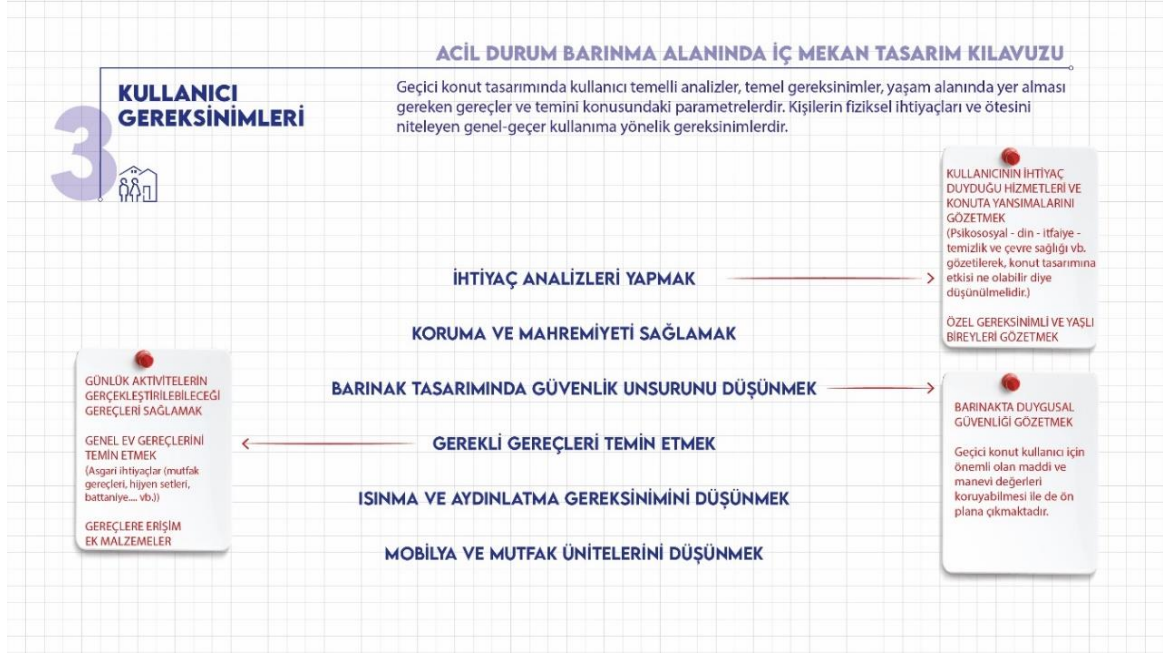 ACİL DURUM BARINMA ALANINDA İÇ MEKAN TASARIM KILAVUZU
3
KULLANICI
GEREKSİNİMLERİ
Geçici konut tasarımında kullanıcı temelli analizler, temel gereksinimler, yaşam alanında yer alması
gereken gereçler ve temini konusundaki parametrelerdir. Kişilerin fiziksel ihtiyaçları ve ötesini
niteleyen genel-geçer kullanıma yönelik gereksinimlerdir.
KULLANICININ İHTİYAÇ
DUYDUĞU HİZMETLERİ VE
KONUTA YANSIMALARINI
GÖZETMEK
(Psikososyal - din - itfaiye -
temizlik ve çevre sağlığı vb.
gözetilerek, konut tasarımına
etkisi ne olabilir diye
düşünülmelidir.)
ÖZEL GEREKSİNİMLİ VE YAŞLI
BİREYLERİ GÖZETMEK
İHTİYAÇ ANALİZLERİ YAPMAK
KORUMA VE MAHREMİYETİ SAĞLAMAK
BARINAK TASARIMINDA GÜVENLİK UNSURUNU DÜŞÜNMEK
GEREKLİ GEREÇLERİ TEMİN ETMEK
ISINMA VE AYDINLATMA GEREKSİNİMİNİ DÜŞÜNMEK
MOBİLYA VE MUTFAK ÜNİTELERİNİ DÜŞÜNMEK
GÜNLÜK AKTİVİTELERİN
GERÇEKLEŞTİRİLEBİLECEĞİ
GEREÇLERİ SAĞLAMAK
GENEL EV GEREÇLERİNİ
TEMİN ETMEK
(Asgari ihtiyaçlar (mutfak
gereçleri, hijyen setleri,
battaniye.... vb.))
GEREÇLERE ERİŞİM
EK MALZEMELER
BARINAKTA DUYGUSAL
GÜVENLİĞİ GÖZETMEK
Geçici konut kullanıcı için
önemli olan maddi ve
manevi değerleri
koruyabilmesi ile de ön
plana çıkmaktadır.